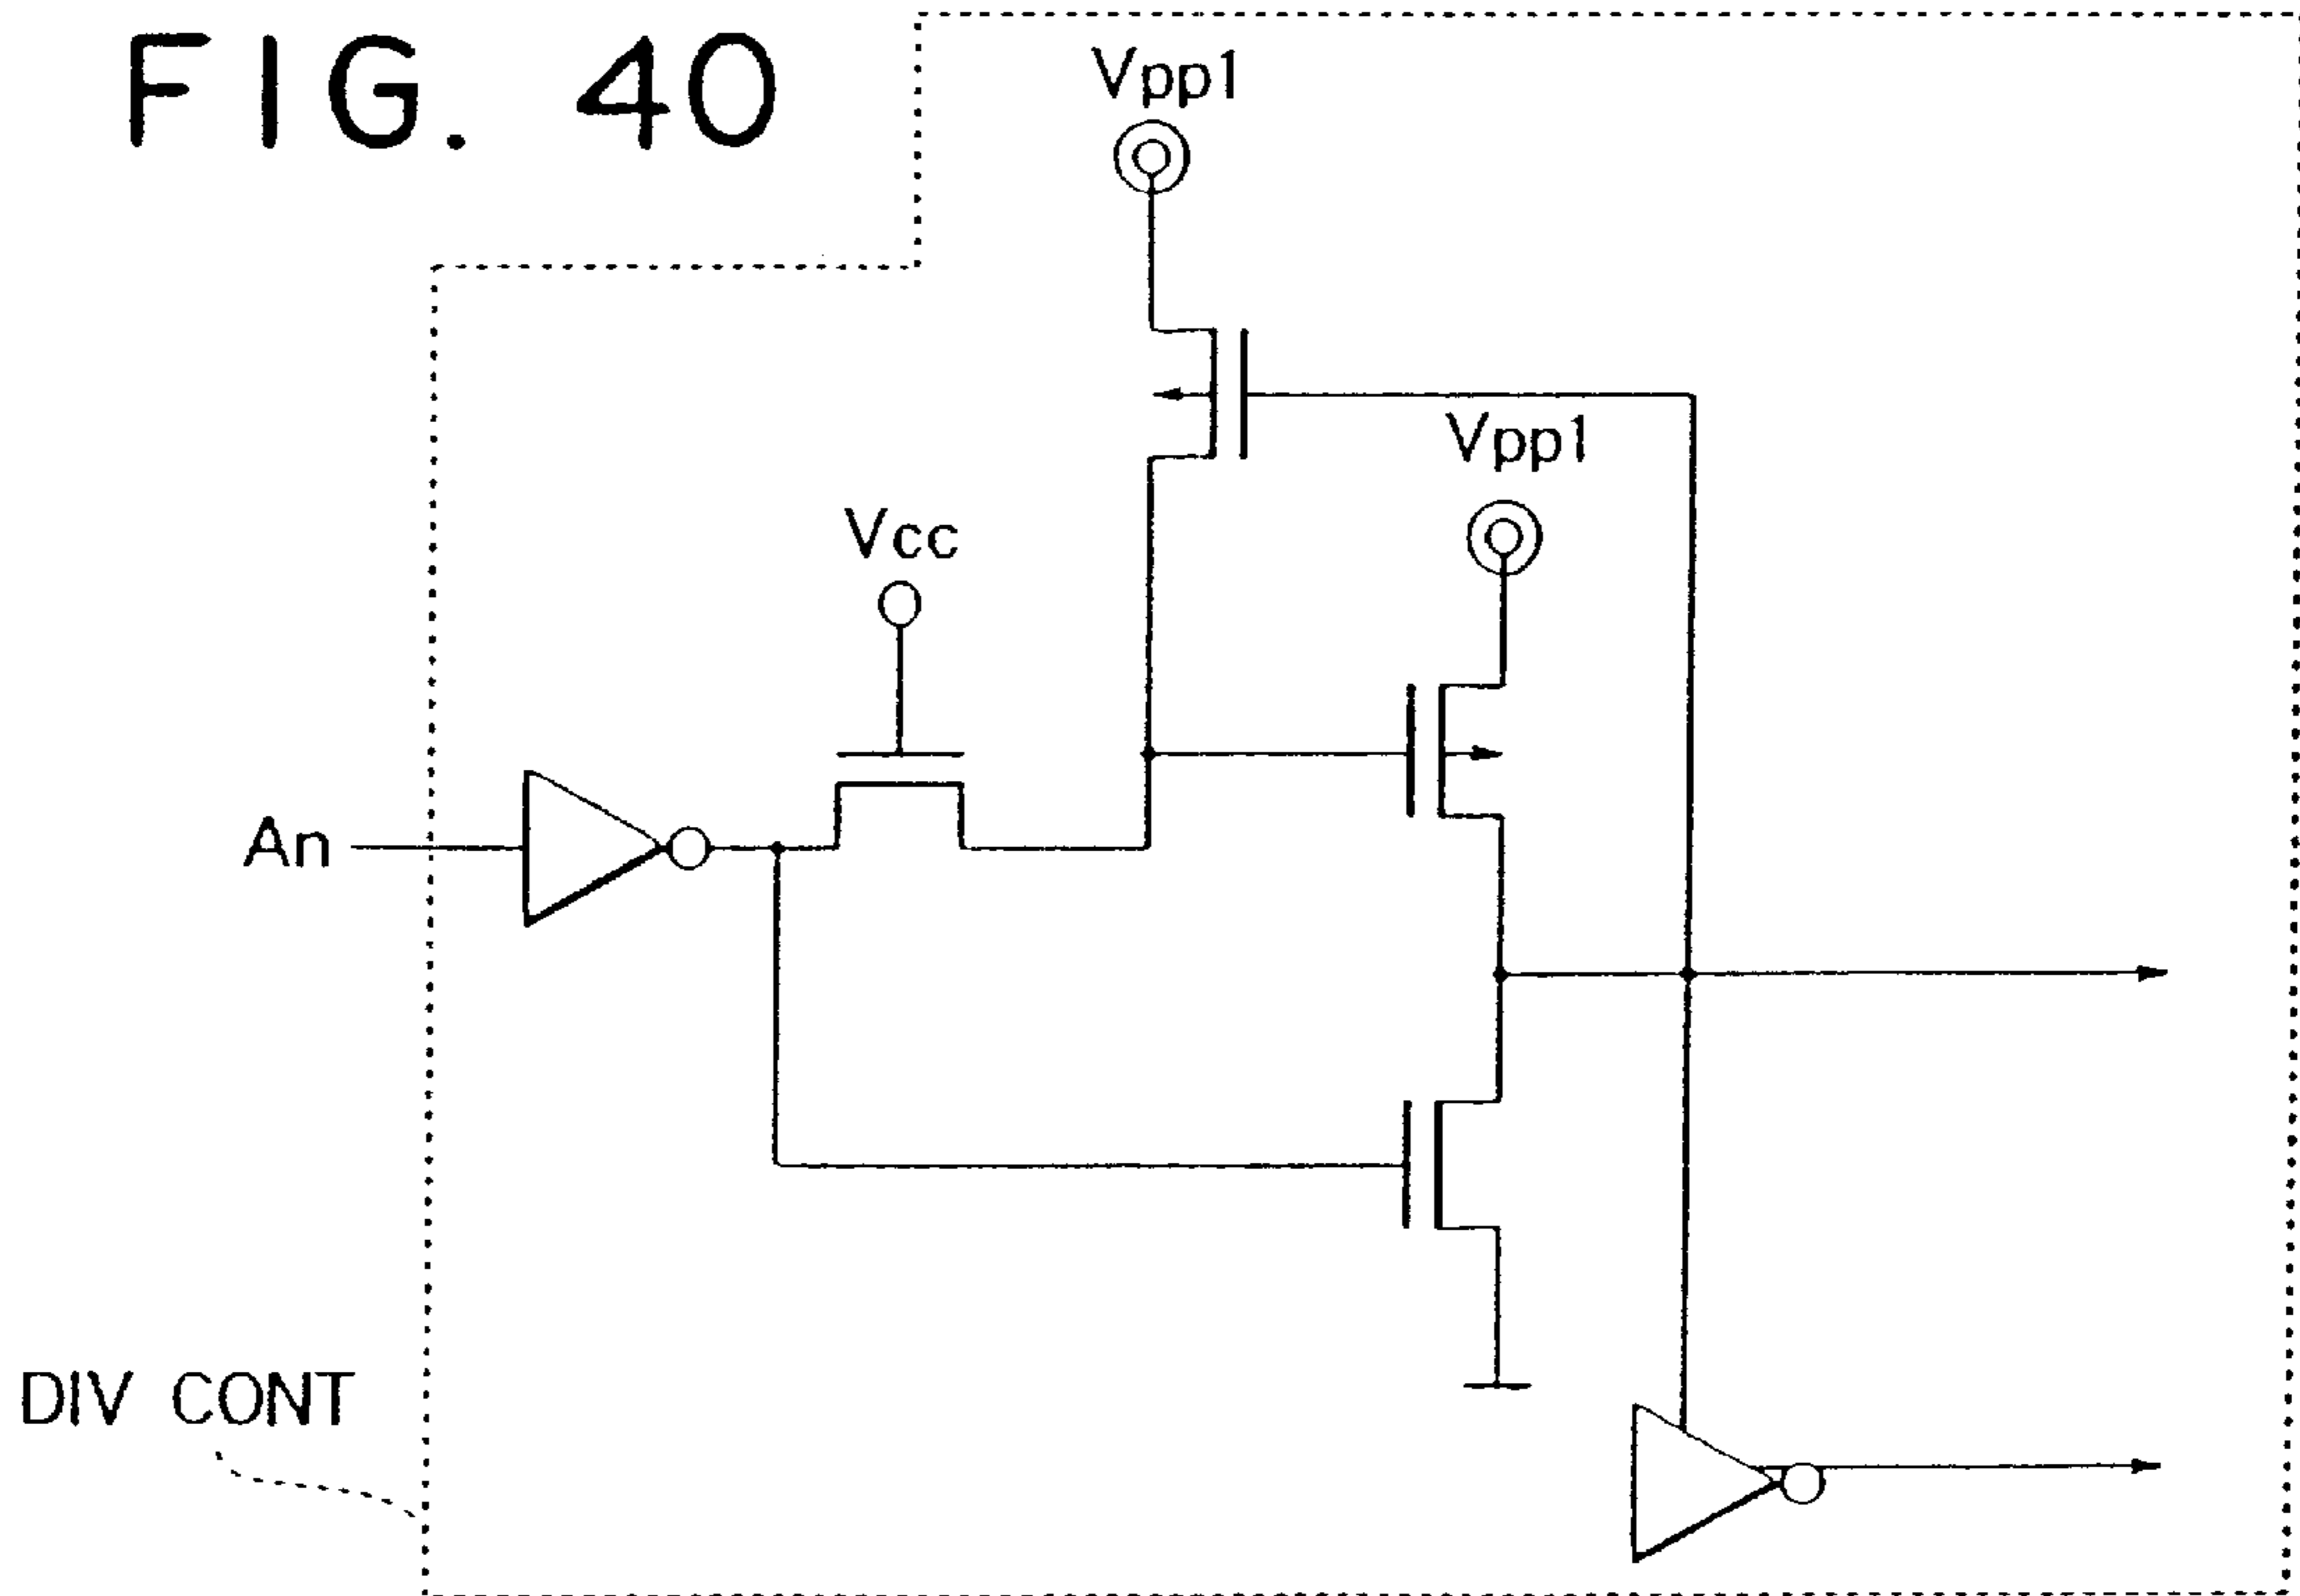 FIG. 40
Vpp1
Vpp1
Vcc
An
DIV CONT